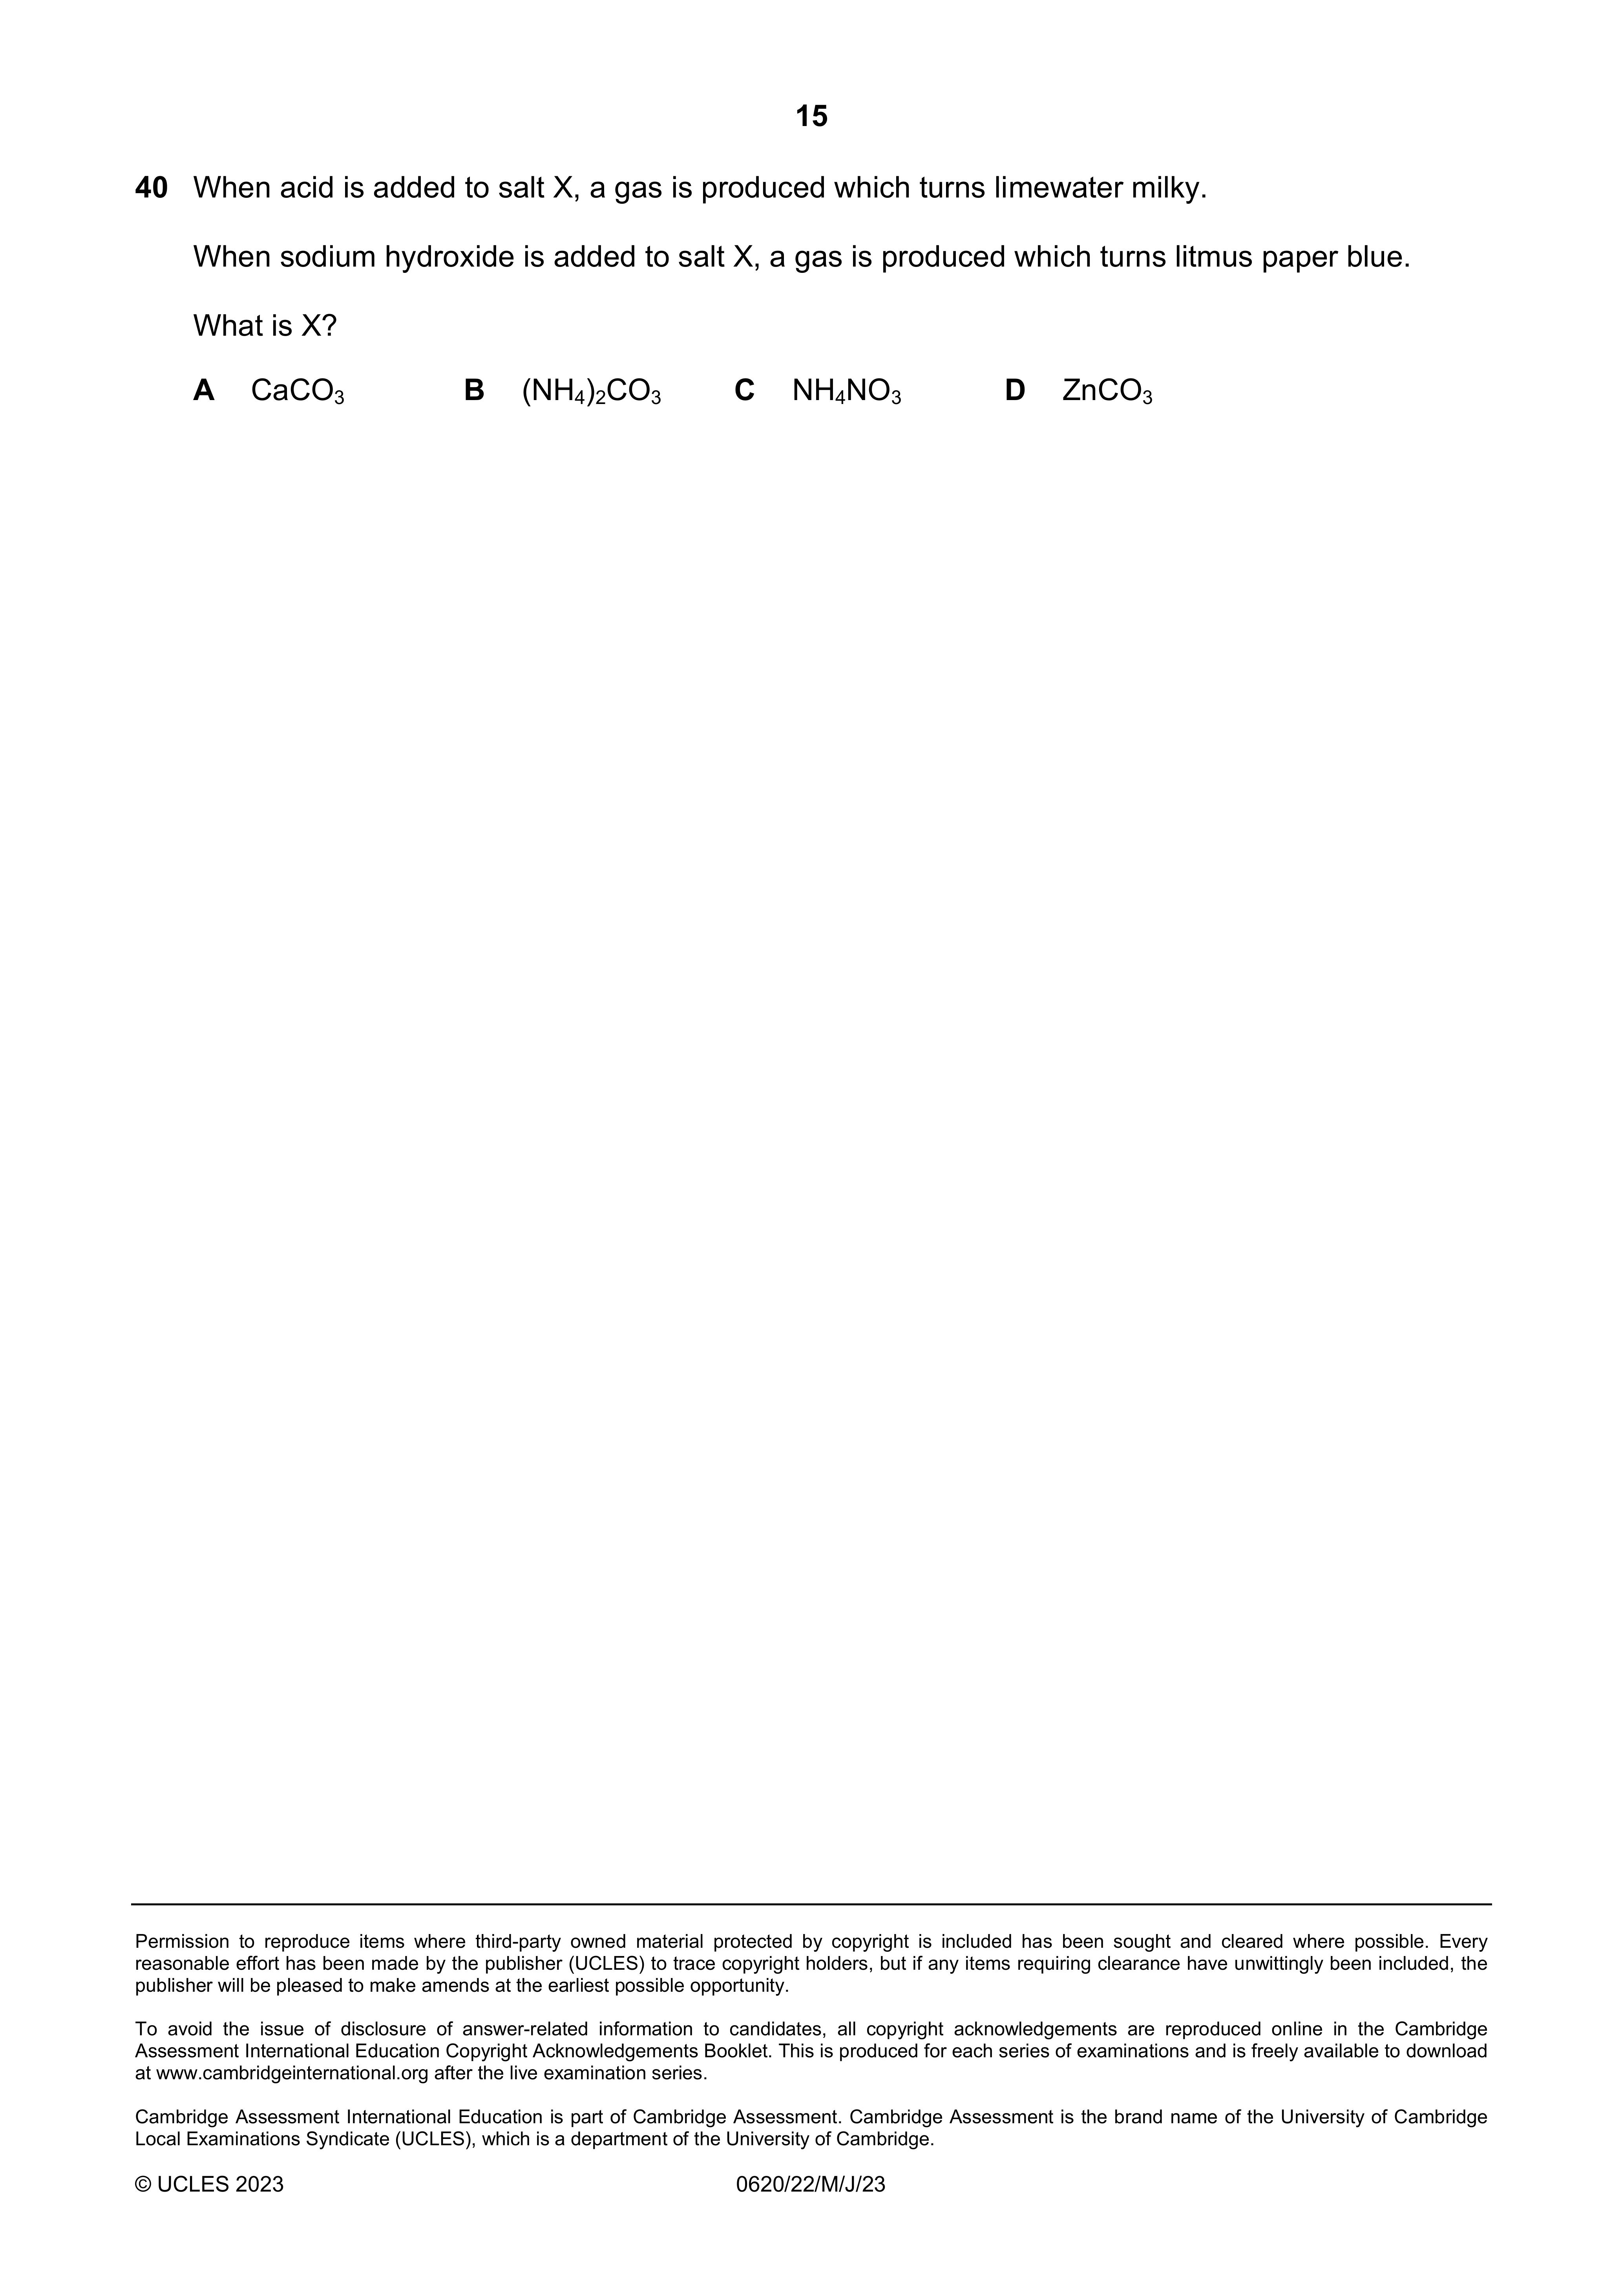 15
40 When acid is added to salt X, a gas is produced which turns limewater milky.
When sodium hydroxide is added to salt X, a gas is produced which turns litmus paper blue.
What is X?
A CaCO₃ B (NH₄)₂CO₃ C NH₄NO₃ D ZnCO₃
Permission to reproduce items where third-party owned material protected by copyright is included has been sought and cleared where possible. Every
reasonable effort has been made by the publisher (UCLES) to trace copyright holders, but if any items requiring clearance have unwittingly been included, the
publisher will be pleased to make amends at the earliest possible opportunity.
To avoid the issue of disclosure of answer-related information to candidates, all copyright acknowledgements are reproduced online in the Cambridge
Assessment International Education Copyright Acknowledgements Booklet. This is produced for each series of examinations and is freely available to download
at www.cambridgeinternational.org after the live examination series.
Cambridge Assessment International Education is part of Cambridge Assessment. Cambridge Assessment is the brand name of the University of Cambridge
Local Examinations Syndicate (UCLES), which is a department of the University of Cambridge.
© UCLES 2023 0620/22/M/J/23